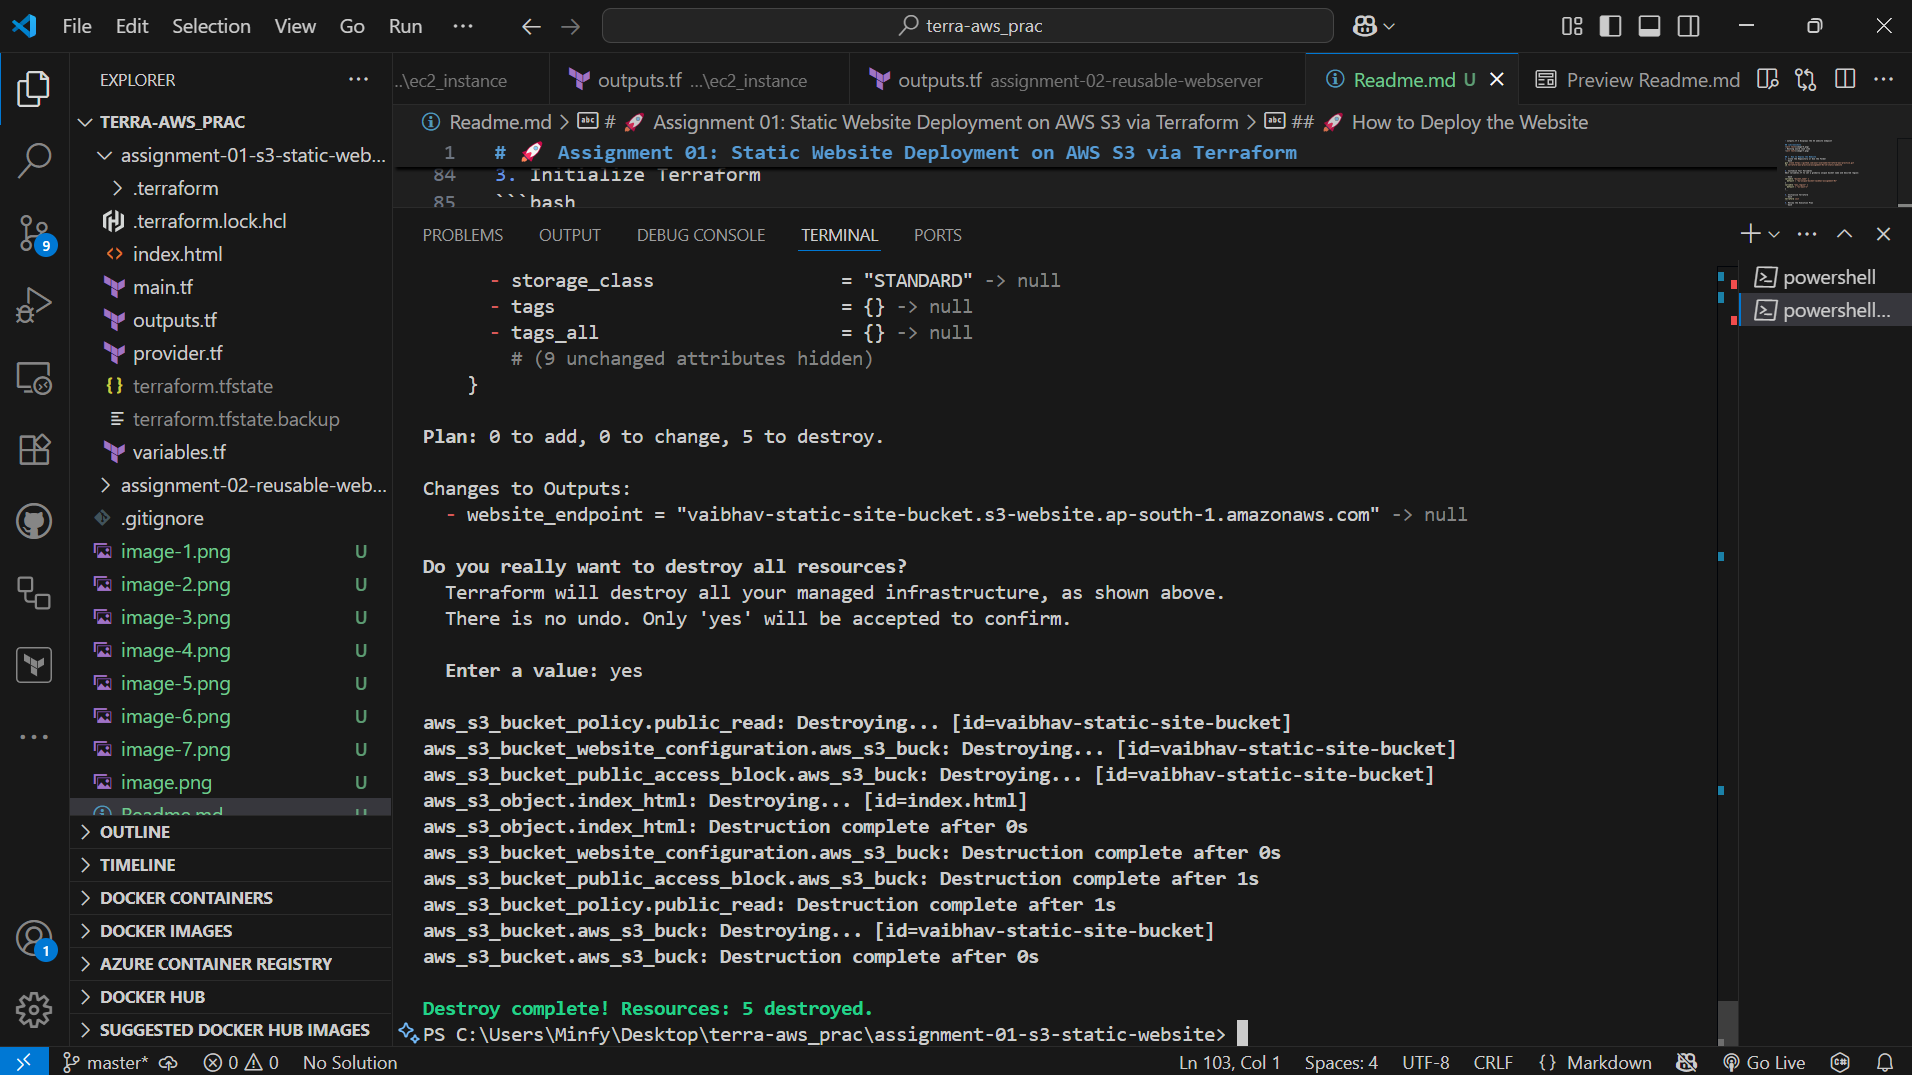 File Edit Selection View Go Run ···
terra-aws_prac
EXPLORER
TERRA-AWS_PRAC
assignment-01-s3-static-web...
.terraform
.terraform.lock.hcl
index.html
main.tf
outputs.tf
provider.tf
terraform.tfstate
terraform.tfstate.backup
variables.tf
assignment-02-reusable-web...
.gitignore
image-1.png U
image-2.png U
image-3.png U
image-4.png U
image-5.png U
image-6.png U
image-7.png U
image.png U
Readme.md U
OUTLINE
TIMELINE
DOCKER CONTAINERS
DOCKER IMAGES
AZURE CONTAINER REGISTRY
DOCKER HUB
SUGGESTED DOCKER HUB IMAGES
9
1
..\ec2_instance outputs.tf ...\ec2_instance outputs.tf assignment-02-reusable-webserver Readme.md U Preview Readme.md
Readme.md > # 🚀 Assignment 01: Static Website Deployment on AWS S3 via Terraform > ## 🚀 How to Deploy the Website
1 # 🚀 Assignment 01: Static Website Deployment on AWS S3 via Terraform
84 3. Initialize Terraform
85 ```bash
PROBLEMS OUTPUT DEBUG CONSOLE TERMINAL PORTS
powershell
powershell...
- storage_class = "STANDARD" -> null
- tags = {} -> null
- tags_all = {} -> null
# (9 unchanged attributes hidden)
}
Plan: 0 to add, 0 to change, 5 to destroy.
Changes to Outputs:
- website_endpoint = "vaibhav-static-site-bucket.s3-website.ap-south-1.amazonaws.com" -> null
Do you really want to destroy all resources?
Terraform will destroy all your managed infrastructure, as shown above.
There is no undo. Only 'yes' will be accepted to confirm.
Enter a value: yes
aws_s3_bucket_policy.public_read: Destroying... [id=vaibhav-static-site-bucket]
aws_s3_bucket_website_configuration.aws_s3_buck: Destroying... [id=vaibhav-static-site-bucket]
aws_s3_bucket_public_access_block.aws_s3_buck: Destroying... [id=vaibhav-static-site-bucket]
aws_s3_object.index_html: Destroying... [id=index.html]
aws_s3_object.index_html: Destruction complete after 0s
aws_s3_bucket_website_configuration.aws_s3_buck: Destruction complete after 0s
aws_s3_bucket_public_access_block.aws_s3_buck: Destruction complete after 1s
aws_s3_bucket_policy.public_read: Destruction complete after 1s
aws_s3_bucket.aws_s3_buck: Destroying... [id=vaibhav-static-site-bucket]
aws_s3_bucket.aws_s3_buck: Destruction complete after 0s
Destroy complete! Resources: 5 destroyed.
PS C:\Users\Minfy\Desktop\terra-aws_prac\assignment-01-s3-static-website>
master* 0 0 No Solution Ln 103, Col 1 Spaces: 4 UTF-8 CRLF {} Markdown Go Live